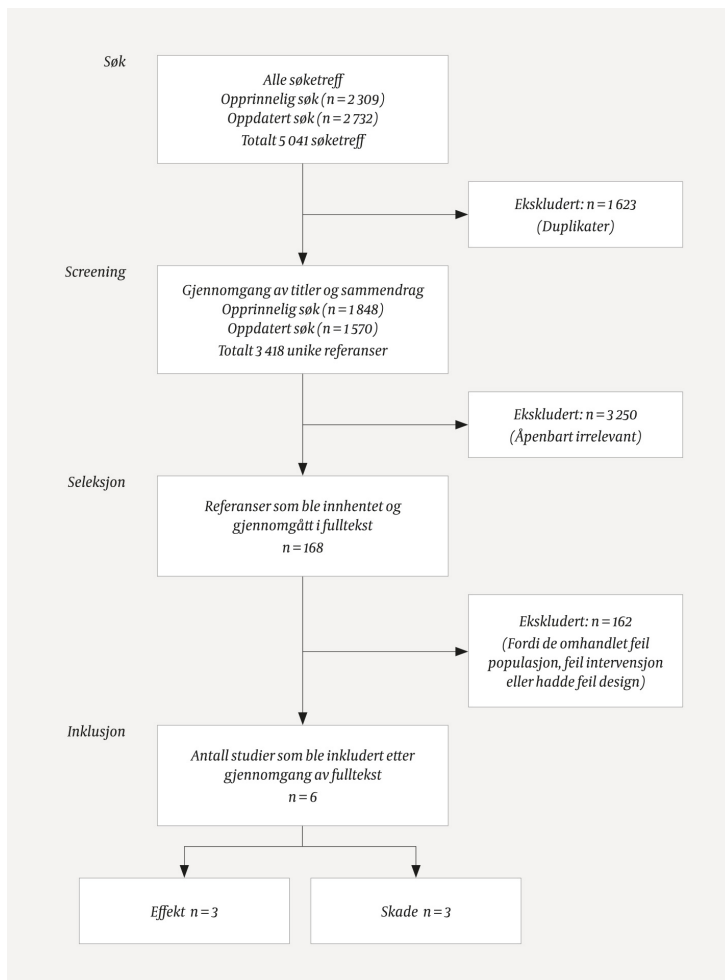 Søk
Alle søketreff
Opprinnelig søk (n=2 309)
Oppdatert søk (n=2 732)
Totalt 5 041 søketreff
Ekskludert: n=1 623
(Duplikater)
Screening
Gjennomgang av titler og sammendrag
Opprinnelig søk (n=1 848)
Oppdatert søk (n=1 570)
Totalt 3 418 unike referanser
Ekskludert: n=3 250
(Åpenbart irrelevant)
Seleksjon
Referanser som ble innhentet og
gjennomgått i fulltekst
n=168
Ekskludert: n=162
(Fordi de omhandlet feil
populasjon, feil intervensjon
eller hadde feil design)
Inklusjon
Antall studier som ble inkludert etter
gjennomgang av fulltekst
n=6
Effekt n=3
Skade n=3